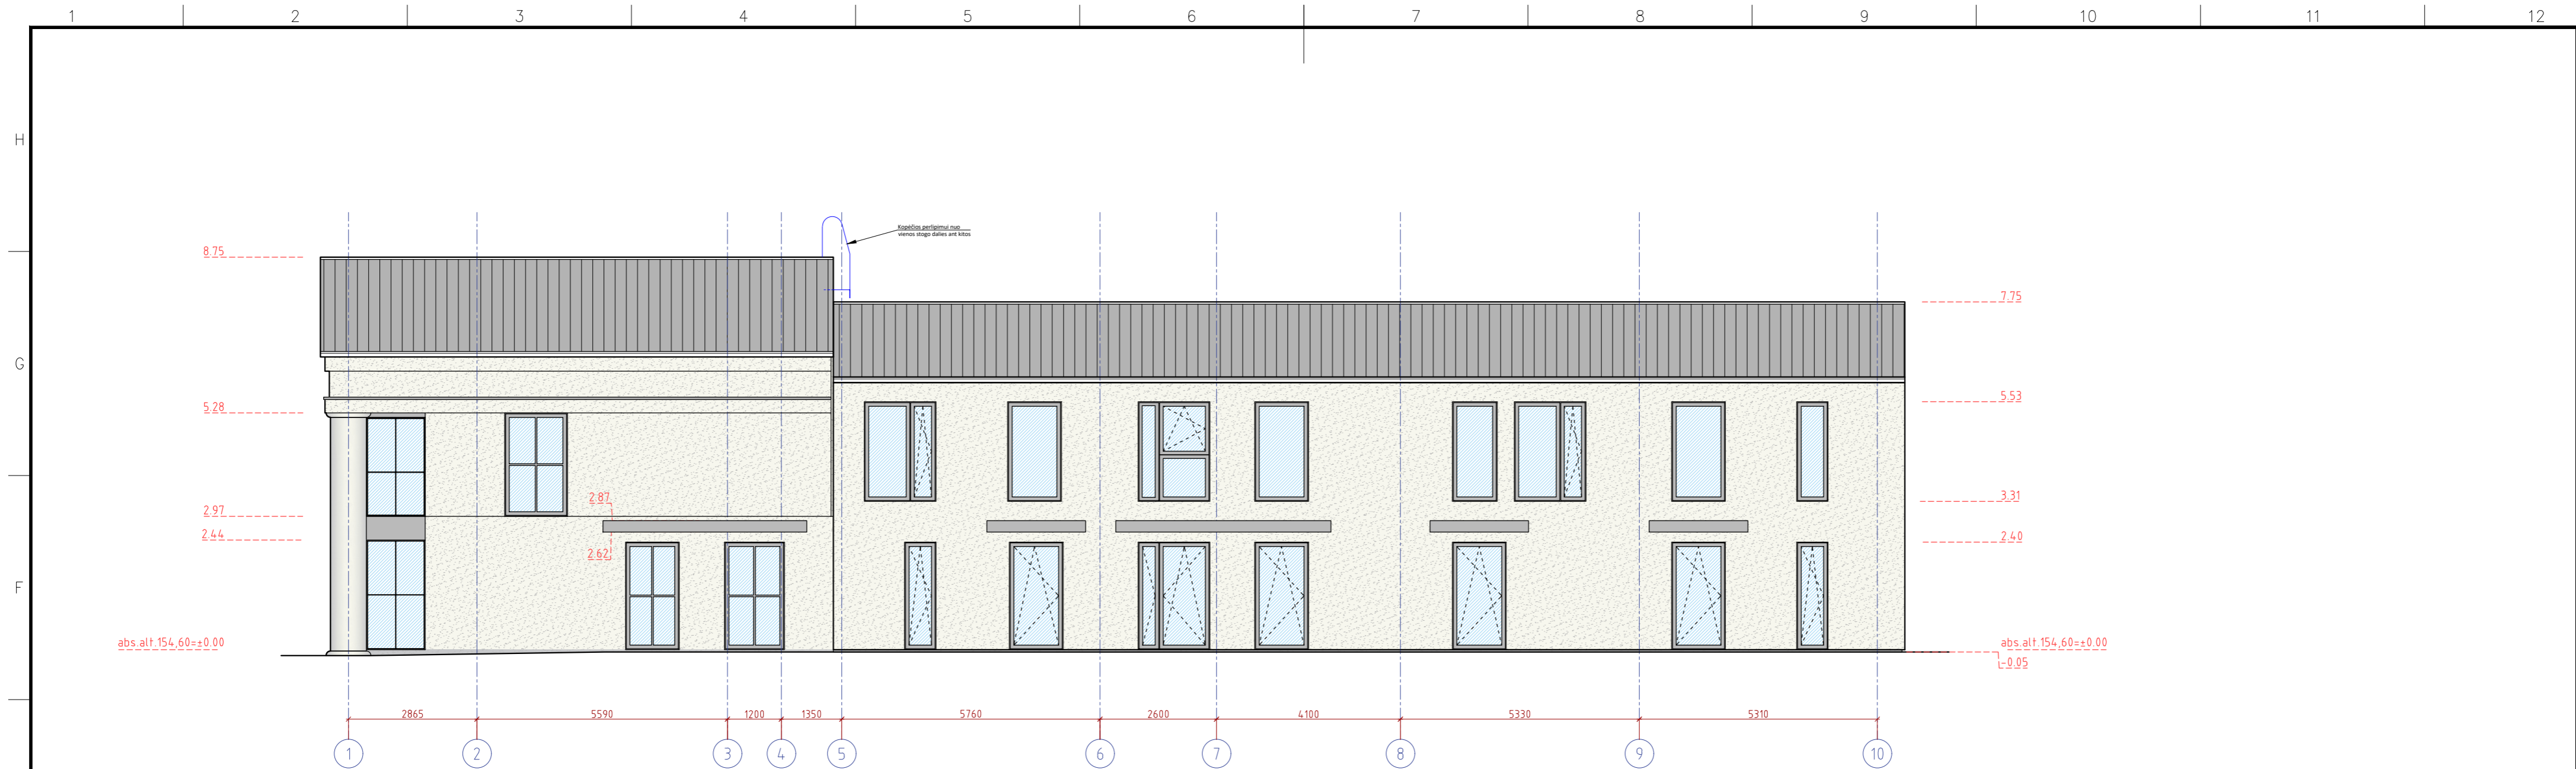 1 2 3 4 5 6 7 8 9 10 11 12
H
Kopėčios perlipimui nuo
vienos stogo dalies ant kitos
8.75
7.75
G
5.28
5.53
2.87
3.31
2.97
2.44
2.40
2.62
F
abs.alt.154,60=±0.00
abs.alt.154,60=±0.00
-0.05
2865 5590 1200 1350 5760 2600 4100 5330 5310
1 2 3 4 5 6 7 8 9 10